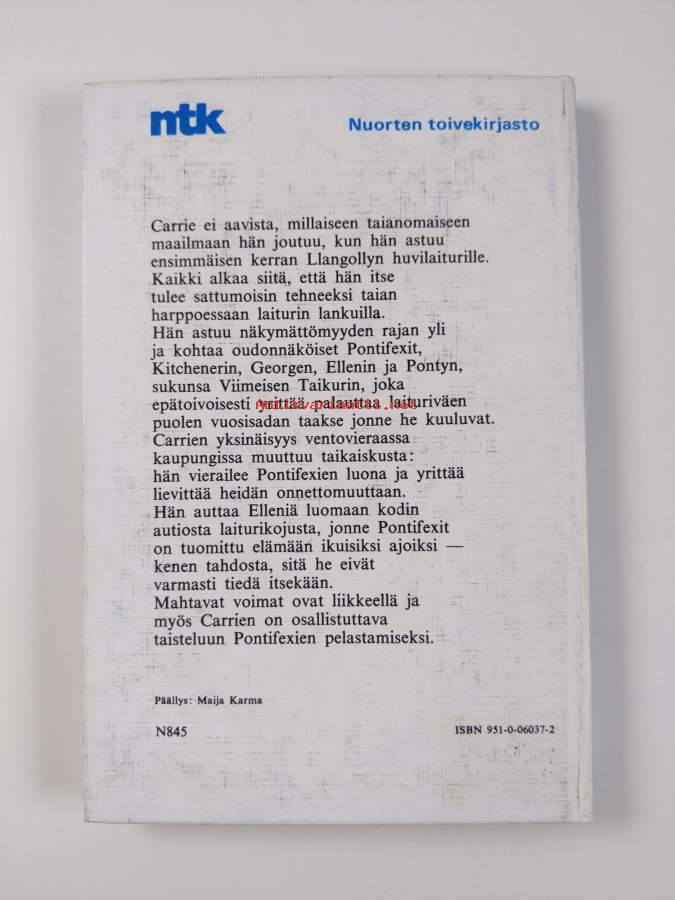 ntk
Nuorten toivekirjasto
Carrie ei aavista, millaiseen taianomaiseen
maailmaan hän joutuu, kun hän astuu
ensimmäisen kerran Llangollyn huvilaiturille.
Kaikki alkaa siitä, että hän itse
tulee sattumoisin tehneeksi taian
harppoessaan laiturin lankuilla.
Hän astuu näkymättömyyden rajan yli
ja kohtaa oudonnäköiset Pontifexit,
Kitchenerin, Georgen, Ellenin ja Pontyn,
sukunsa Viimeisen Taikurin, joka
epätoivoisesti yrittää palauttaa laituriväen
puolen vuosisadan taakse jonne he kuuluvat.
Carrien yksinäisyys ventovieraassa
kaupungissa muuttuu taikaiskusta:
hän vierailee Pontifexien luona ja yrittää
lievittää heidän onnettomuuttaan.
Hän auttaa Elleniä luomaan kodin
autiosta laiturikojusta, jonne Pontifexit
on tuomittu elämään ikuisiksi ajoiksi —
kenen tahdosta, sitä he eivät
varmasti tiedä itsekään.
Mahtavat voimat ovat liikkeellä ja
myös Carrien on osallistuttava
taisteluun Pontifexien pelastamiseksi.
Päällys: Maija Karma
N845
ISBN 951-0-06037-2